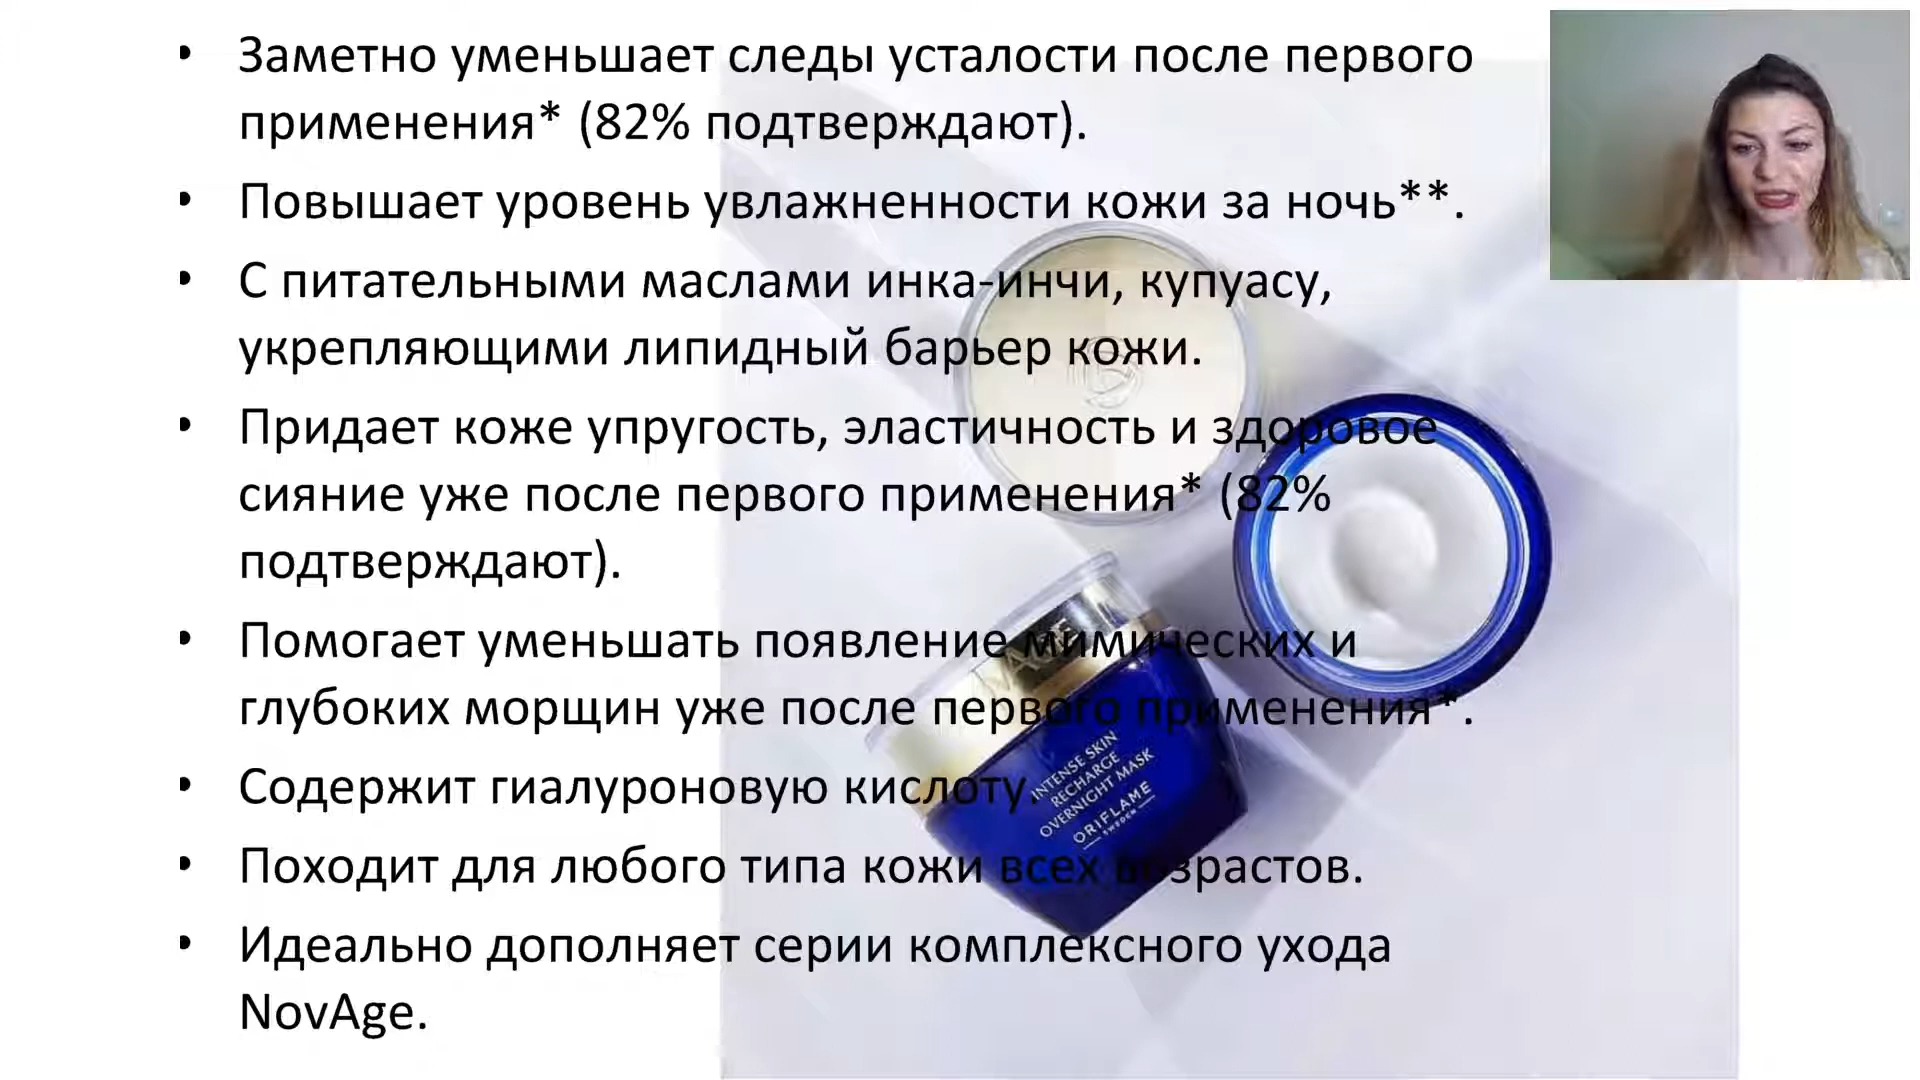 • Заметно уменьшает следы усталости после первого
применения* (82% подтверждают).
• Повышает уровень увлажненности кожи за ночь**.
• С питательными маслами инка-инчи, купуасу,
укрепляющими липидный барьер кожи.
• Придает коже упругость, эластичность и здоровое
сияние уже после первого применения* (82%
подтверждают).
• Помогает уменьшать появление мимических и
глубоких морщин уже после первого применения*.
• Содержит гиалуроновую кислоту.
• Походит для любого типа кожи всех возрастов.
• Идеально дополняет серии комплексного ухода
NovAge.
INTENSE SKIN
RECHARGE
OVERNIGHT MASK
ORIFLAME
SWEDEN